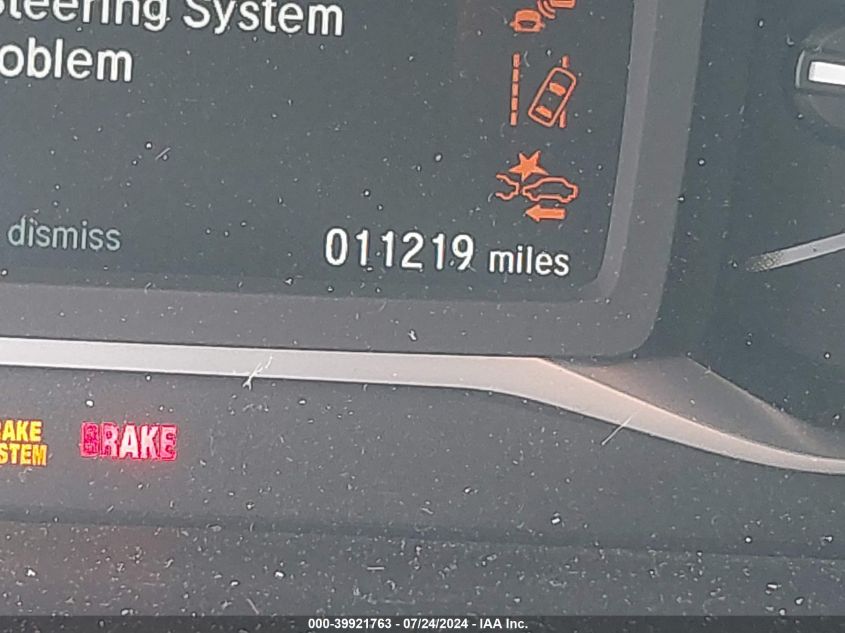 Steering System
oblem
dismiss
011219 miles
RAKE
STEM
BRAKE
000-39921763 - 07/24/2024 - IAA Inc.